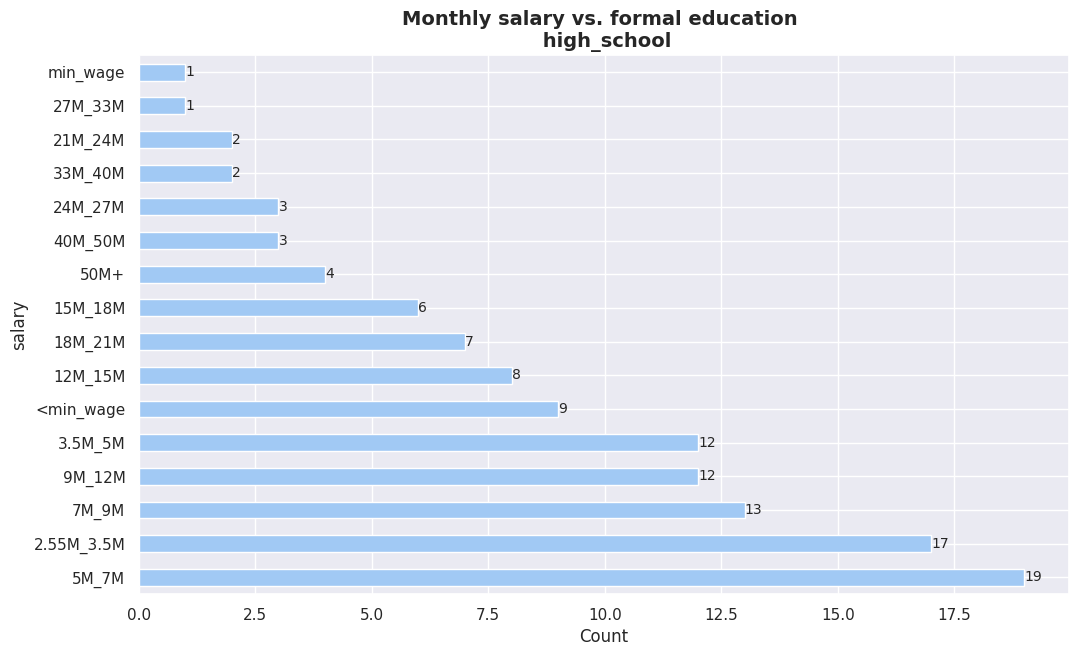 Monthly salary vs. formal education
high_school
min_wage 1
27M_33M 1
21M_24M 2
33M_40M 2
24M_27M 3
40M_50M 3
50M+ 4
15M_18M 6
18M_21M 7
12M_15M 8
<min_wage 9
3.5M_5M 12
9M_12M 12
7M_9M 13
2.55M_3.5M 17
5M_7M 19
salary
0.0 2.5 5.0 7.5 10.0 12.5 15.0 17.5
Count